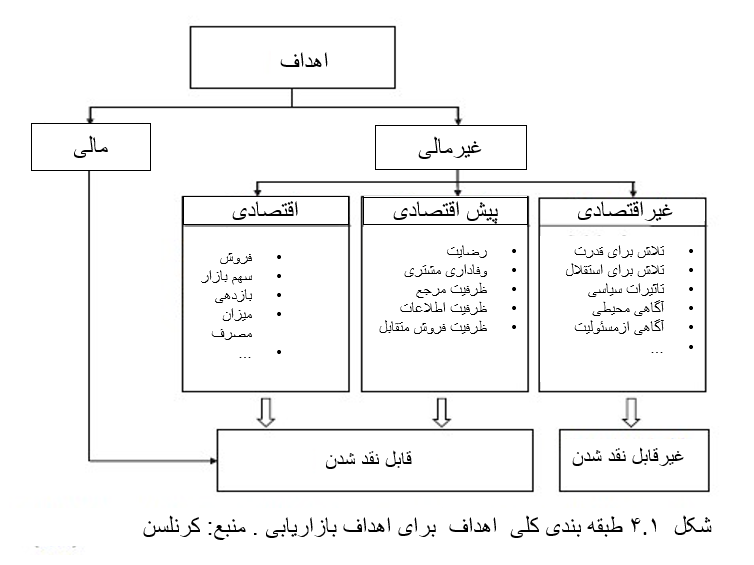 اهداف
غیرمالی
مالی
غیراقتصادی
• تلاش برای قدرت
• تلاش برای استقلال
• تاثیرات سیاسی
• آگاهی محیطی
• آگاهی ازمسئولیت
• ...
پیش اقتصادی
• رضایت
• وفاداری مشتری
• ظرفیت مرجع
• ظرفیت اطلاعات
• ظرفیت فروش متقابل
اقتصادی
• فروش
• سهم بازار
• بازدهی
• میزان
مصرف
• ...
غیرقابل نقد شدن
قابل نقد شدن
شکل ۴.۱ طبقه بندی کلی اهداف برای اهداف بازاریابی . منبع: کرنلسن